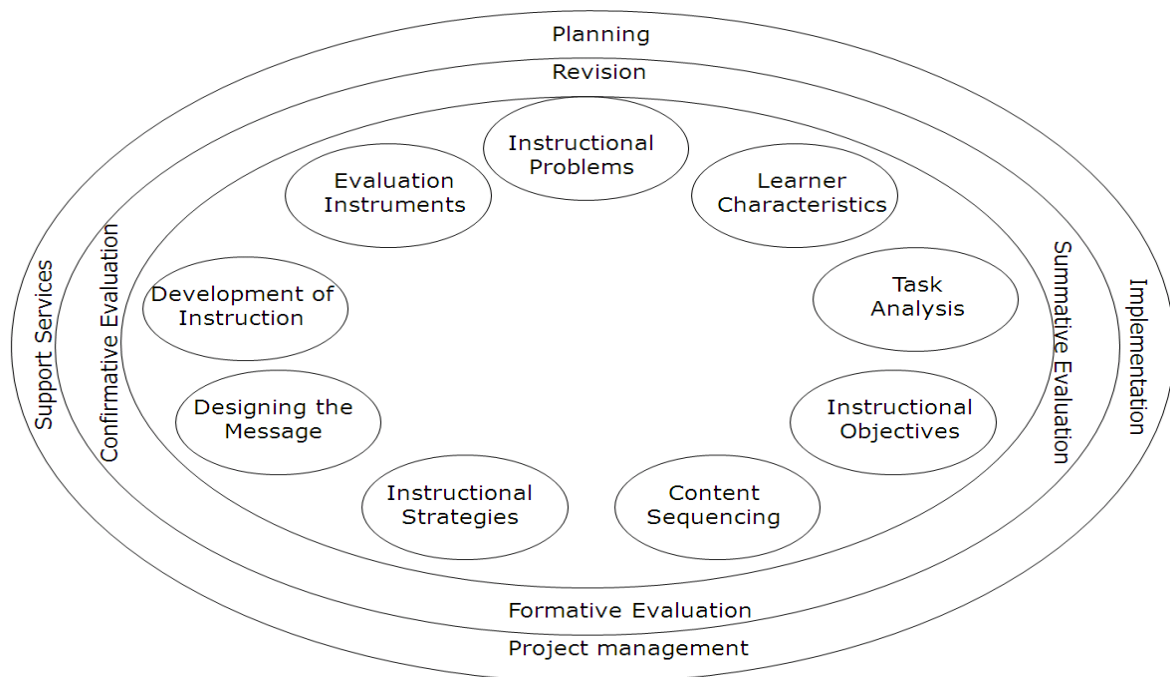 Planning
Revision
Instructional
Problems
Evaluation
Instruments
Learner
Characteristics
Support Services
Confirmative Evaluation
Development of
Instruction
Task
Analysis
Summative Evaluation
Implementation
Designing the
Message
Instructional
Objectives
Instructional
Strategies
Content
Sequencing
Formative Evaluation
Project management